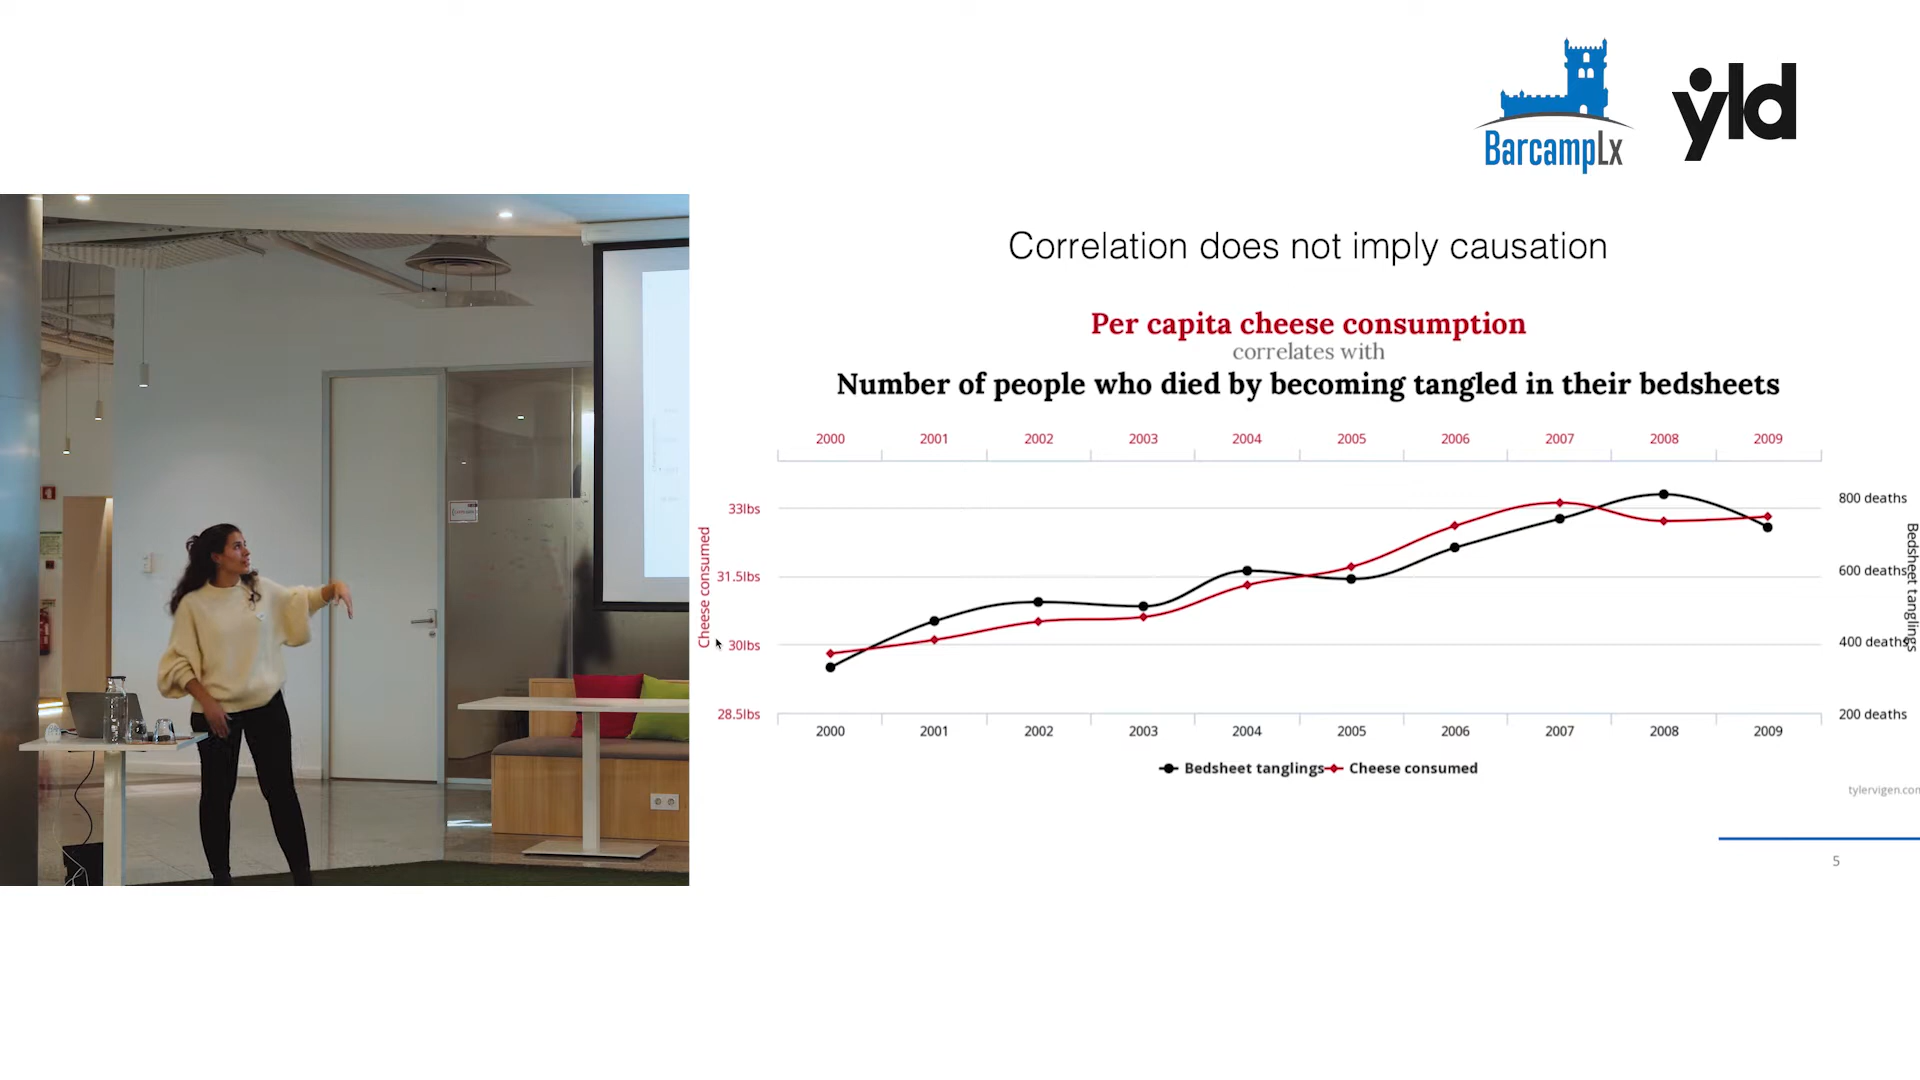 BarcampLx
yld
Correlation does not imply causation
Per capita cheese consumption
correlates with
Number of people who died by becoming tangled in their bedsheets
2000 2001 2002 2003 2004 2005 2006 2007 2008 2009
Cheese consumed
33lbs
31.5lbs
30lbs
28.5lbs
800 deaths
600 deaths
400 deaths
200 deaths
Bedsheet tanglings
2000 2001 2002 2003 2004 2005 2006 2007 2008 2009
Bedsheet tanglings Cheese consumed
tylervigen.com
5